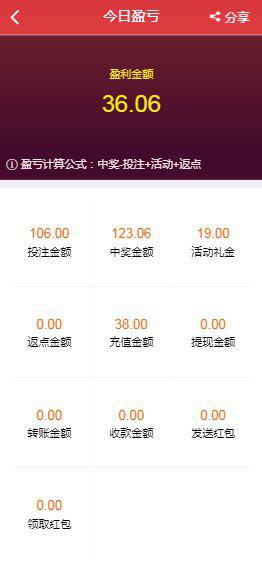 今日盈亏
分享
盈利金额
36.06
盈亏计算公式：中奖-投注+活动+返点
106.00 123.06 19.00
投注金额 中奖金额 活动礼金
0.00 38.00 0.00
返点金额 充值金额 提现金额
0.00 0.00 0.00
转账金额 收款金额 发送红包
0.00
领取红包